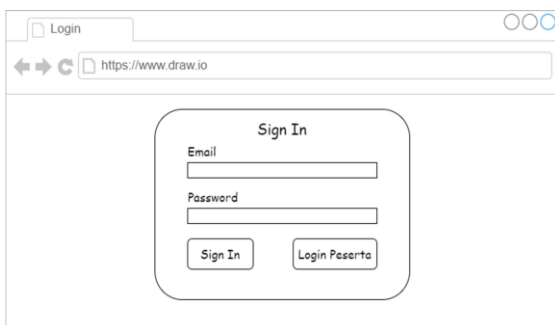 Login
https://www.draw.io
Sign In
Email
Password
Sign In Login Peserta